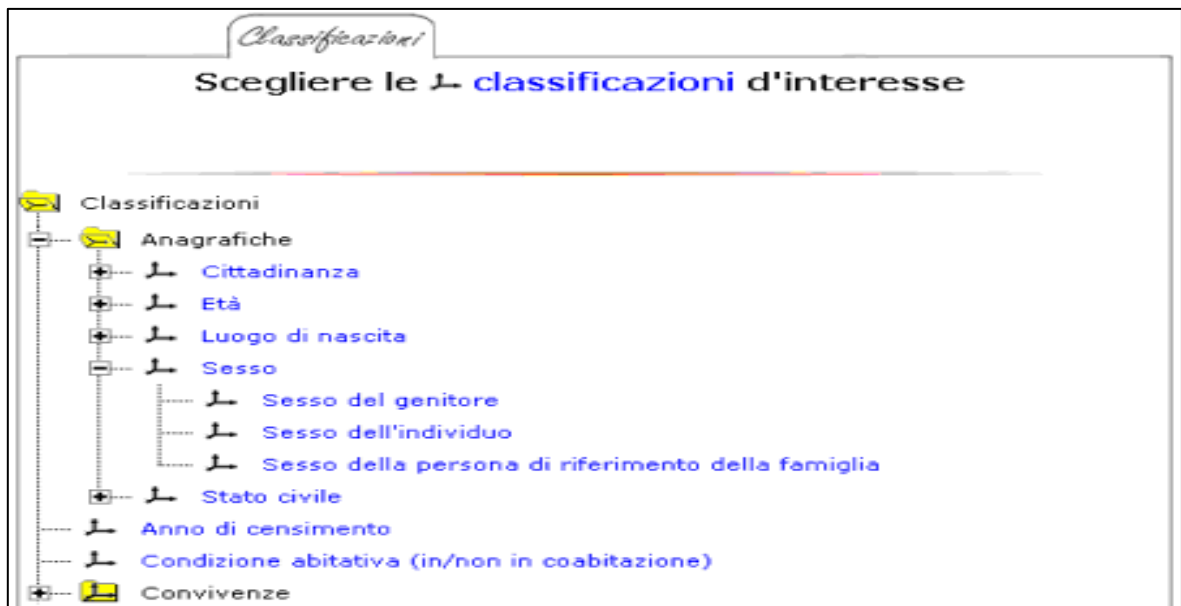 Classificazioni
Scegliere le classificazioni d'interesse
Classificazioni
Anagrafiche
Cittadinanza
Età
Luogo di nascita
Sesso
Sesso del genitore
Sesso dell'individuo
Sesso della persona di riferimento della famiglia
Stato civile
Anno di censimento
Condizione abitativa (in/non in coabitazione)
Convivenze